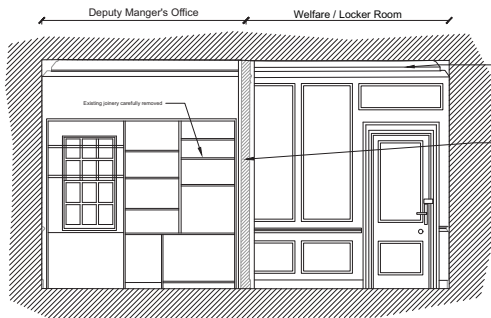 Deputy Manger's Office
Welfare / Locker Room
Existing joinery carefully removed